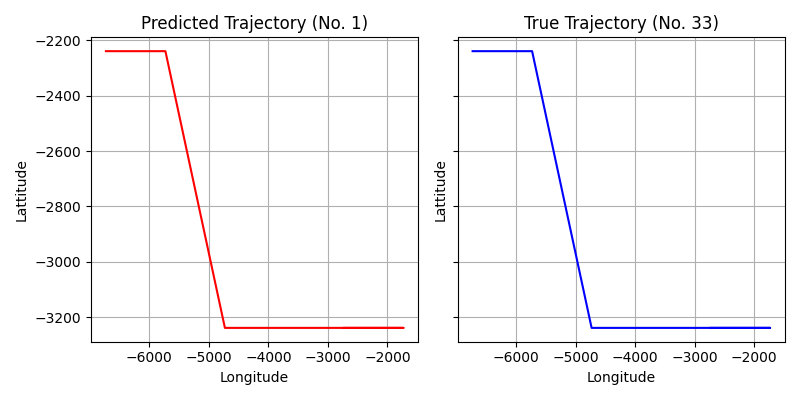 Predicted Trajectory (No. 1)
True Trajectory (No. 33)
Lattitude
−2200
−2400
−2600
−2800
−3000
−3200
−6000 −5000 −4000 −3000 −2000
Longitude
Lattitude
−6000 −5000 −4000 −3000 −2000
Longitude